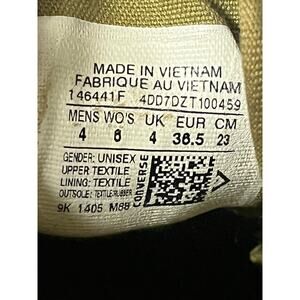 MADE IN VIETNAM
FABRIQUE AU VIETNAM
146441F 4DD7DZT100459
MENS WO'S UK EUR CM
4 6 4 36.5 23
GENDER: UNISEX
UPPER:TEXTILE
LINING: TEXTILE
OUTSOLE: TEXTILE/RUBBER
9K 1405 M88
CONVERSE